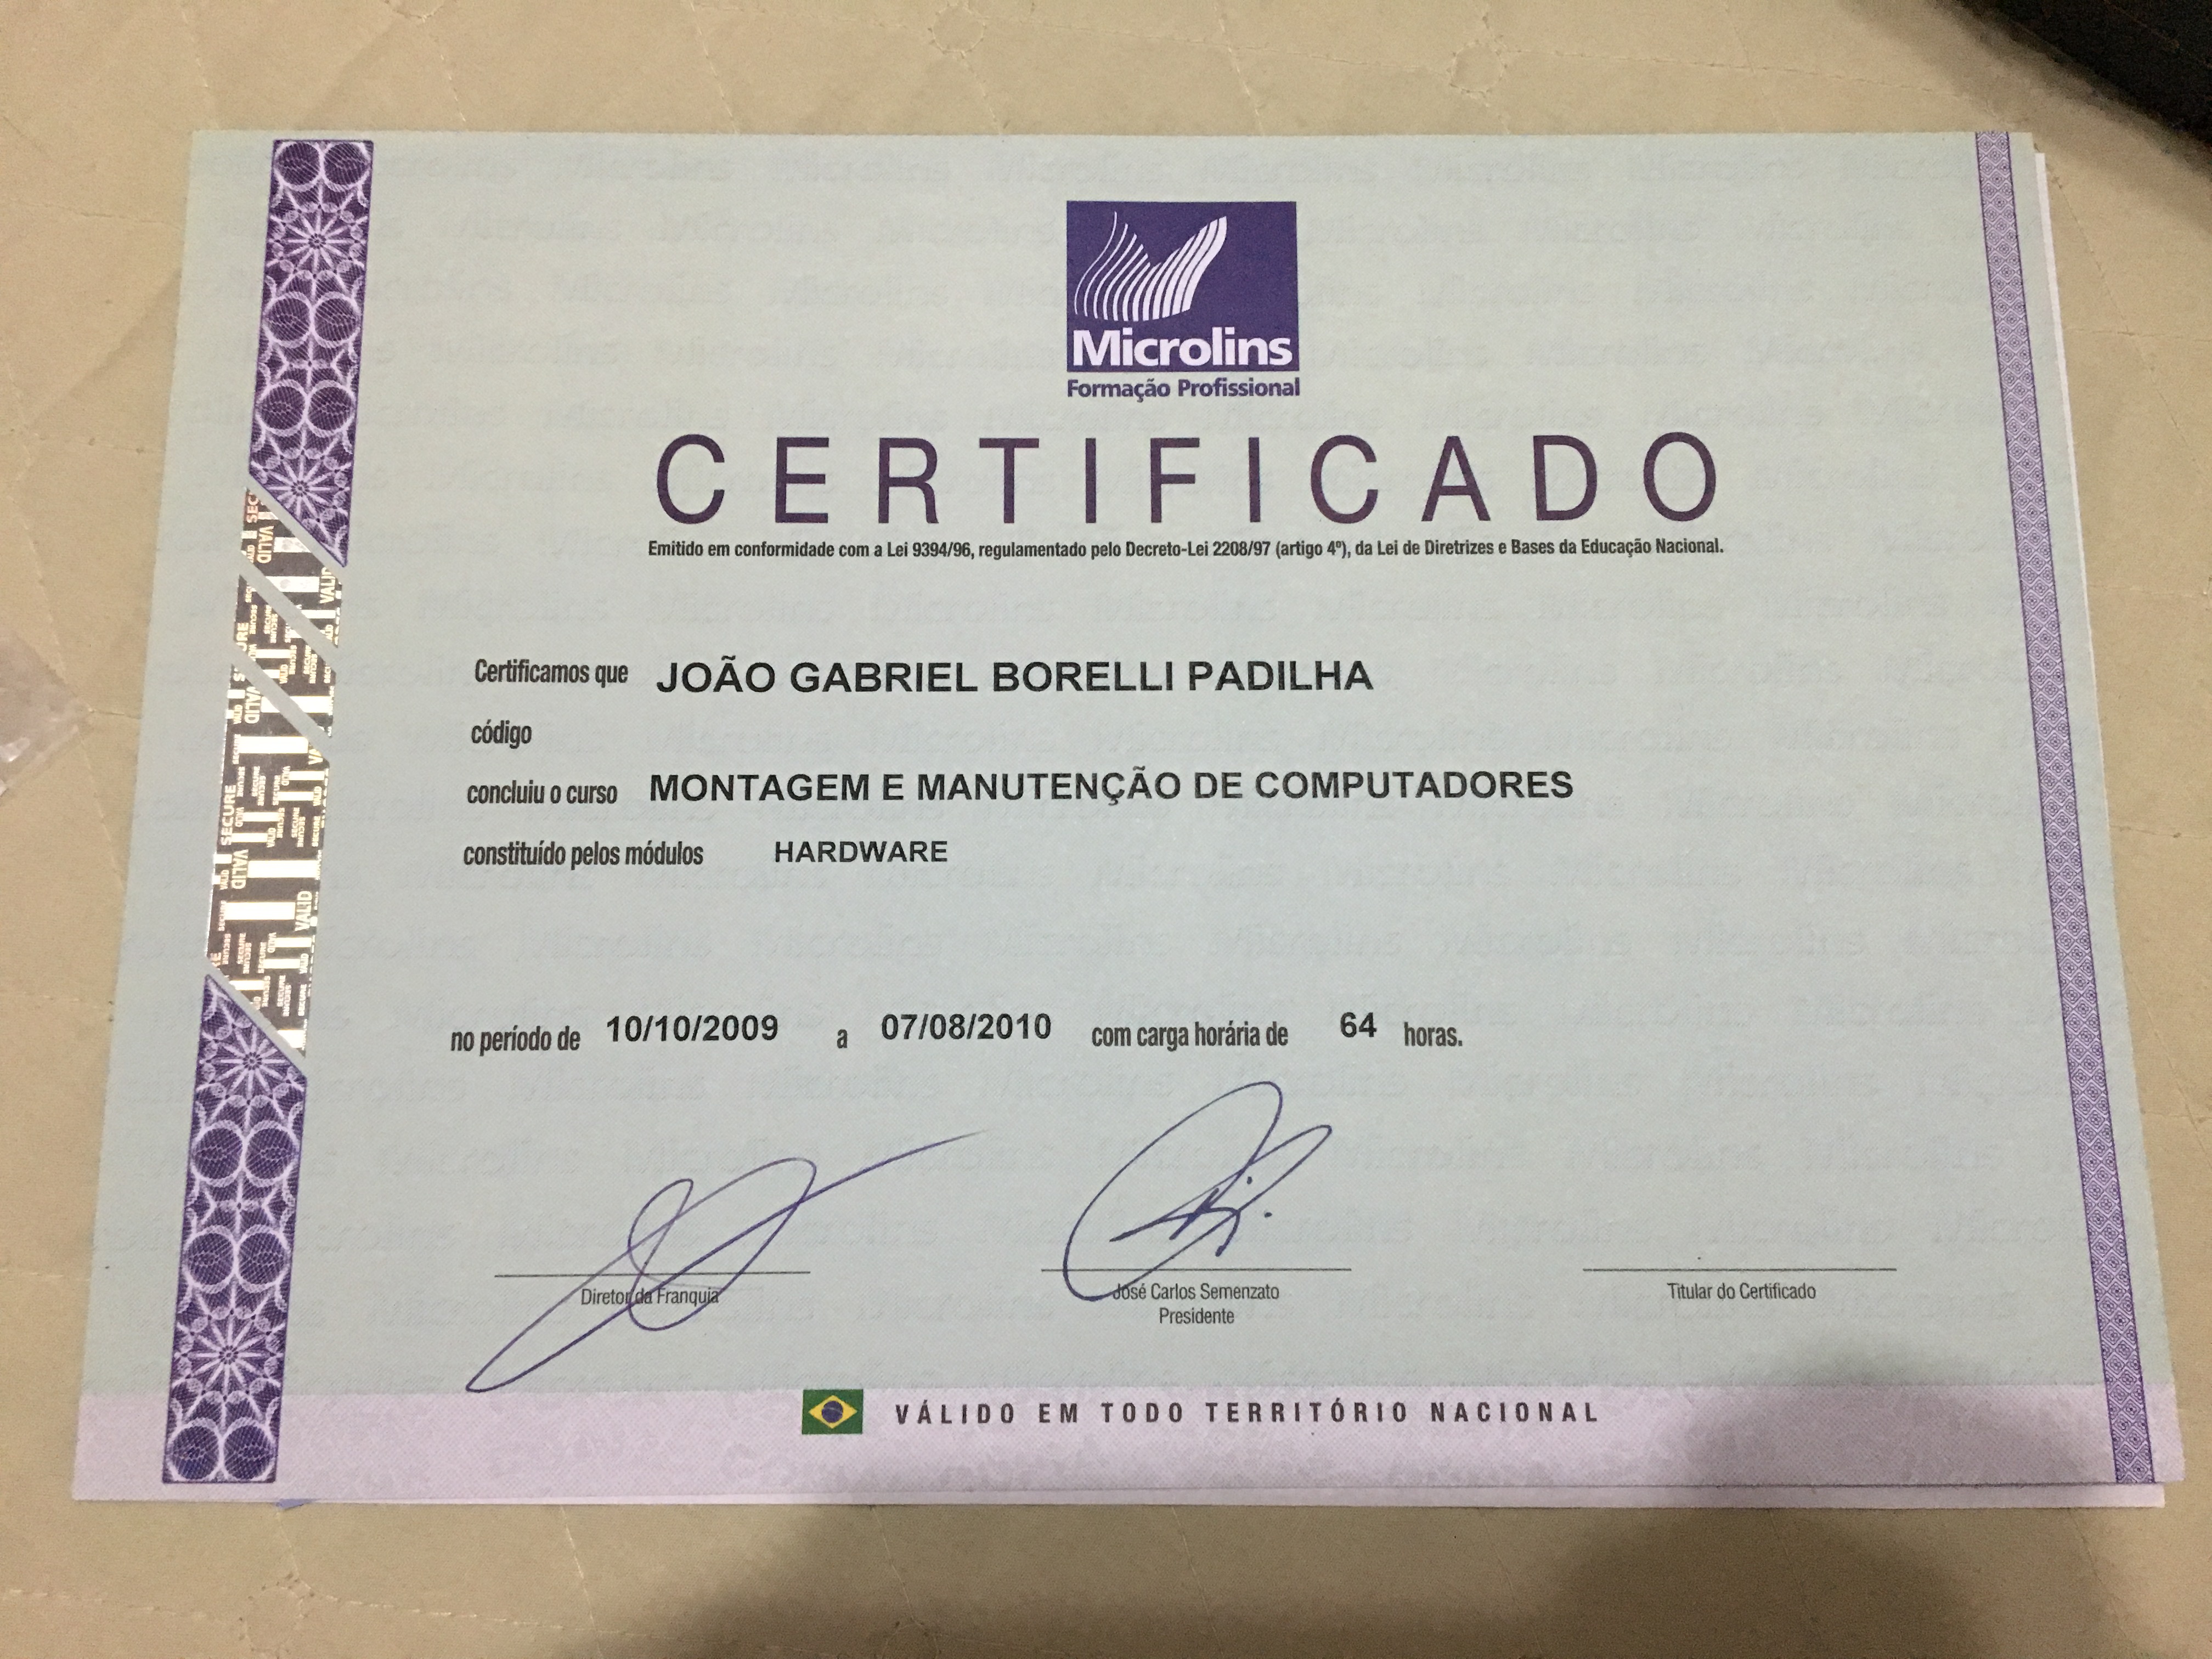 Microlins
Formação Profissional
CERTIFICADO
Emitido em conformidade com a Lei 9394/96, regulamentado pelo Decreto-Lei 2208/97 (artigo 4º), da Lei de Diretrizes e Bases da Educação Nacional.
Certificamos que JOÃO GABRIEL BORELLI PADILHA
código
concluiu o curso MONTAGEM E MANUTENÇÃO DE COMPUTADORES
constituído pelos módulos HARDWARE
no período de 10/10/2009 a 07/08/2010 com carga horária de 64 horas.
Diretor da Franquia
José Carlos Semenzato
Presidente
Titular do Certificado
VÁLIDO EM TODO TERRITÓRIO NACIONAL
VALID
SECURE